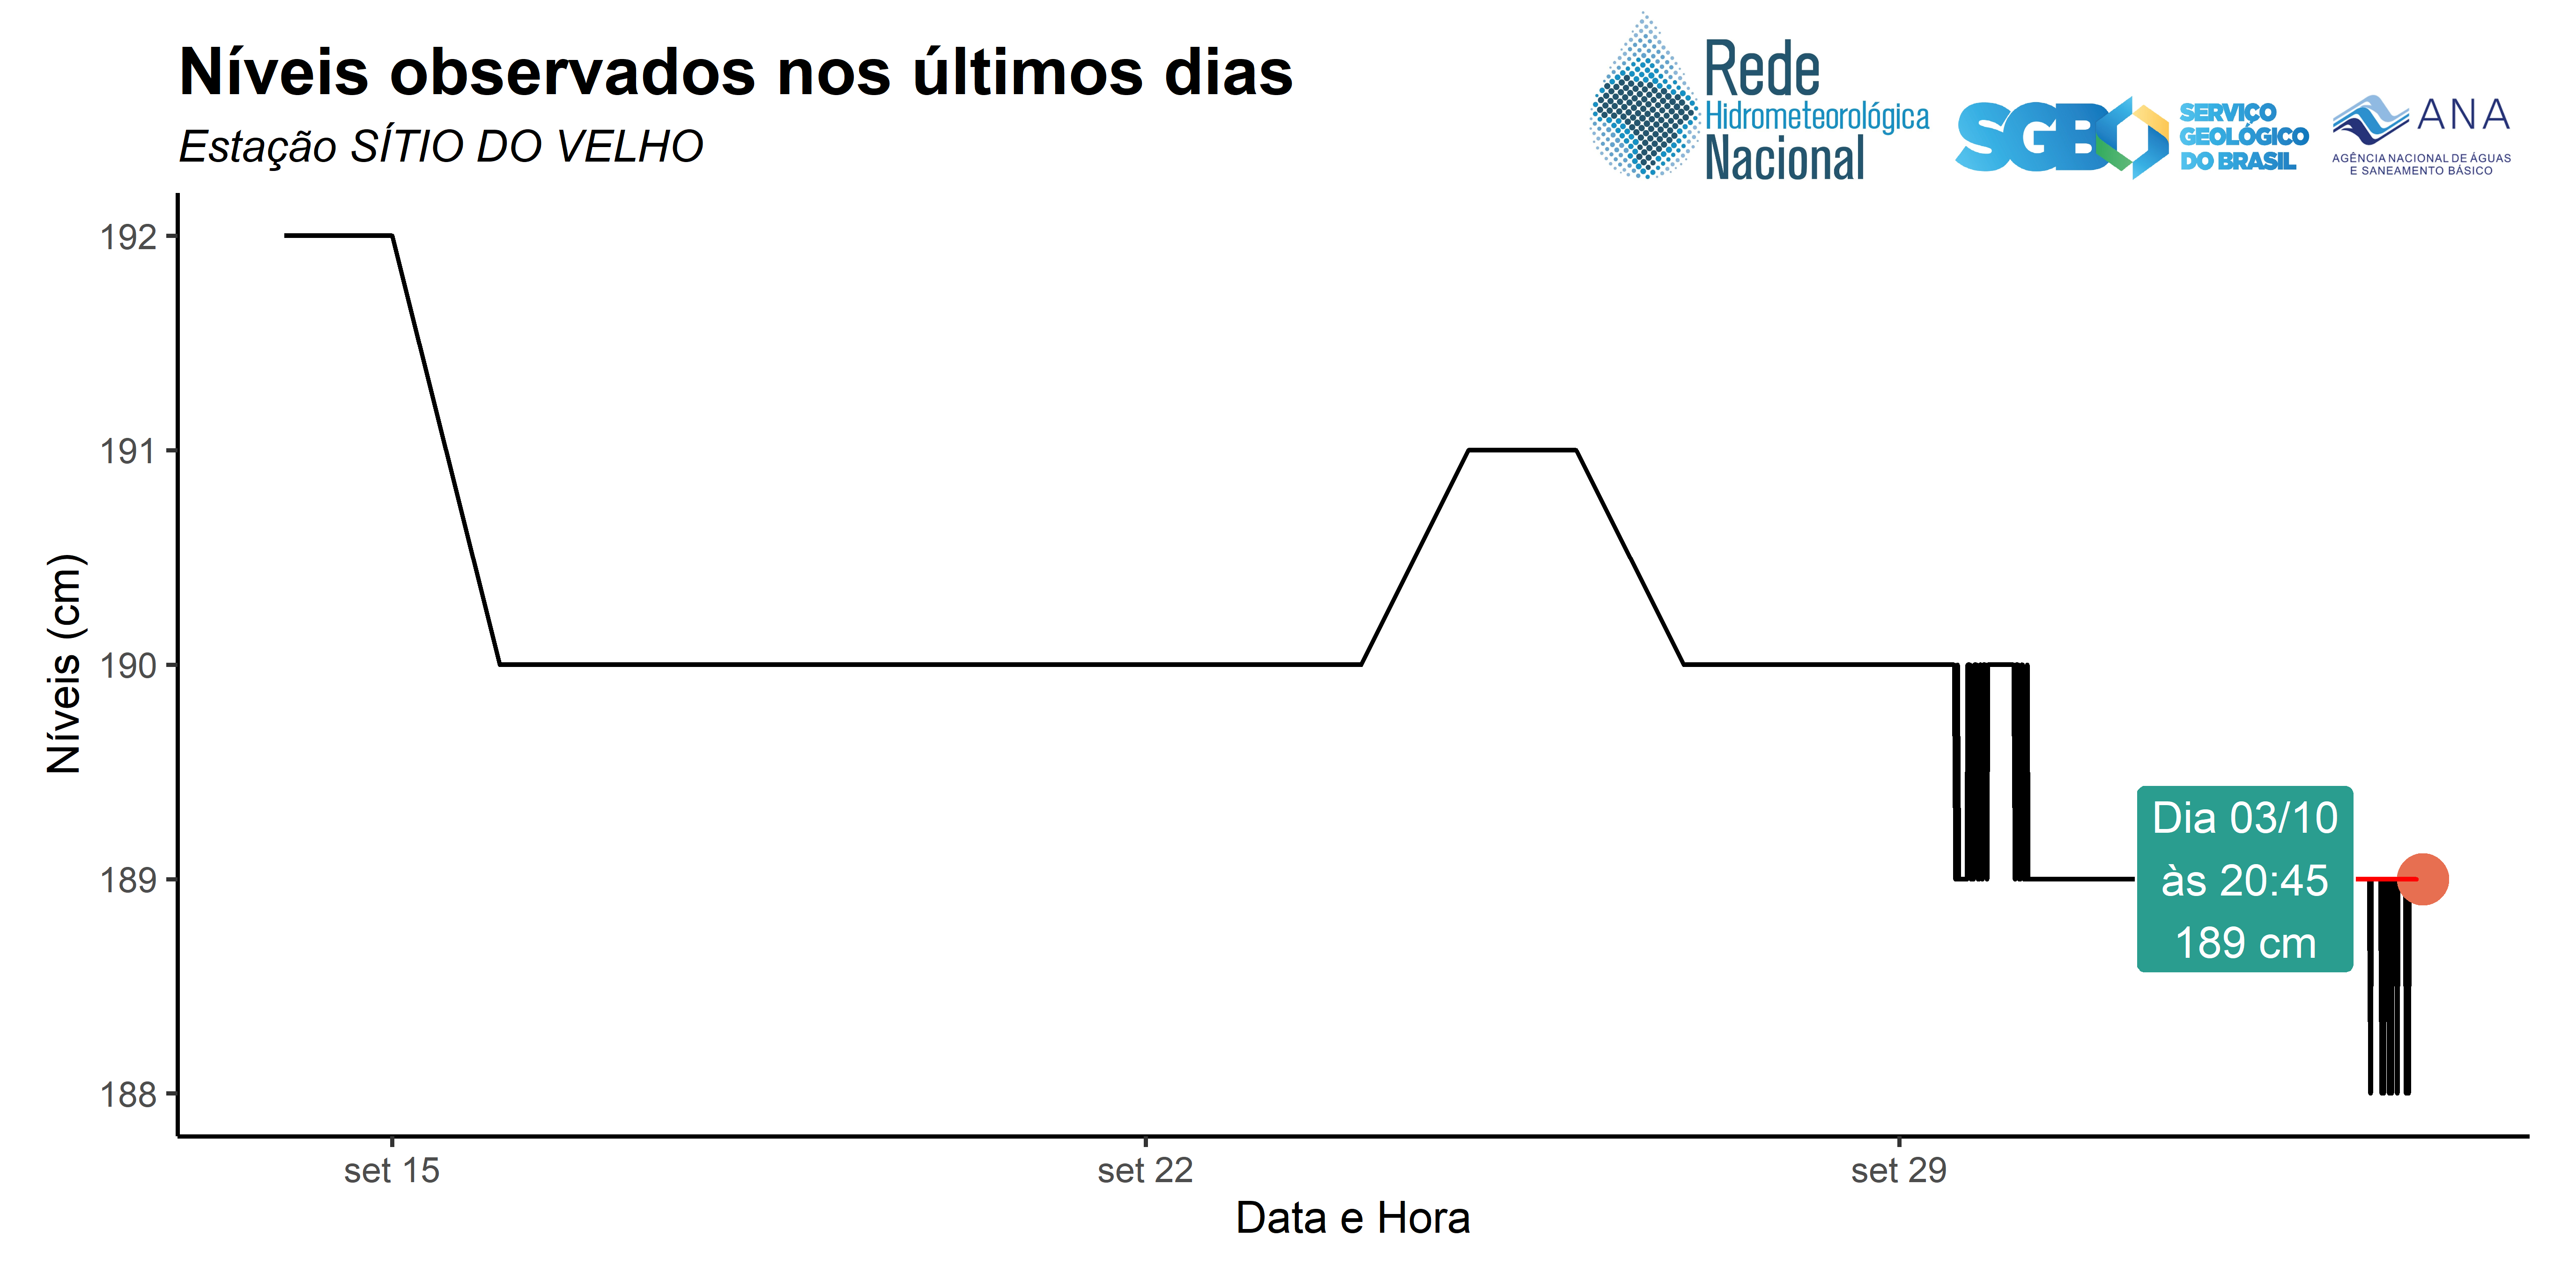 Níveis observados nos últimos dias
Estação SÍTIO DO VELHO
Rede
Hidrometeorológica
Nacional
SGB
SERVIÇO
GEOLÓGICO
DO BRASIL
ANA
AGÊNCIA NACIONAL DE ÁGUAS
E SANEAMENTO BÁSICO
Níveis (cm)
192
191
190
189
188
Dia 03/10
às 20:45
189 cm
set 15
set 22
set 29
Data e Hora